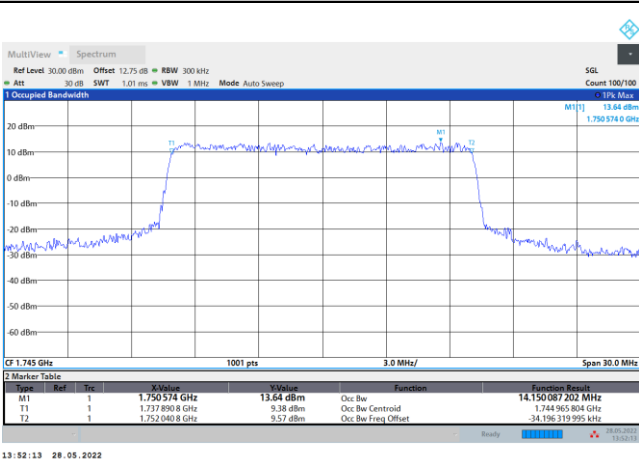 MultiView Spectrum
Ref Level 30.00 dBm Offset 12.75 dB RBW 300 kHz SGL
Att 30 dB SWT 1.01 ms VBW 1 MHz Mode Auto Sweep Count 100/100
1 Occupied Bandwidth 1Pk Max
M1[1] 13.64 dBm
1.750 574 0 GHz
20 dBm
M1
T1 T2
10 dBm
0 dBm
-10 dBm
-20 dBm
-30 dBm
-40 dBm
-50 dBm
-60 dBm
CF 1.745 GHz 1001 pts 3.0 MHz/ Span 30.0 MHz
2 Marker Table
Type Ref Trc X-Value Y-Value Function Function Result
M1 1 1.750 574 GHz 13.64 dBm Occ Bw 14.150 087 202 MHz
T1 1 1.737 890 8 GHz 9.38 dBm Occ Bw Centroid 1.744 965 804 GHz
T2 1 1.752 040 8 GHz 9.57 dBm Occ Bw Freq Offset -34.196 319 995 kHz
Ready 28.05.2022
13:52:13
13:52:13 28.05.2022